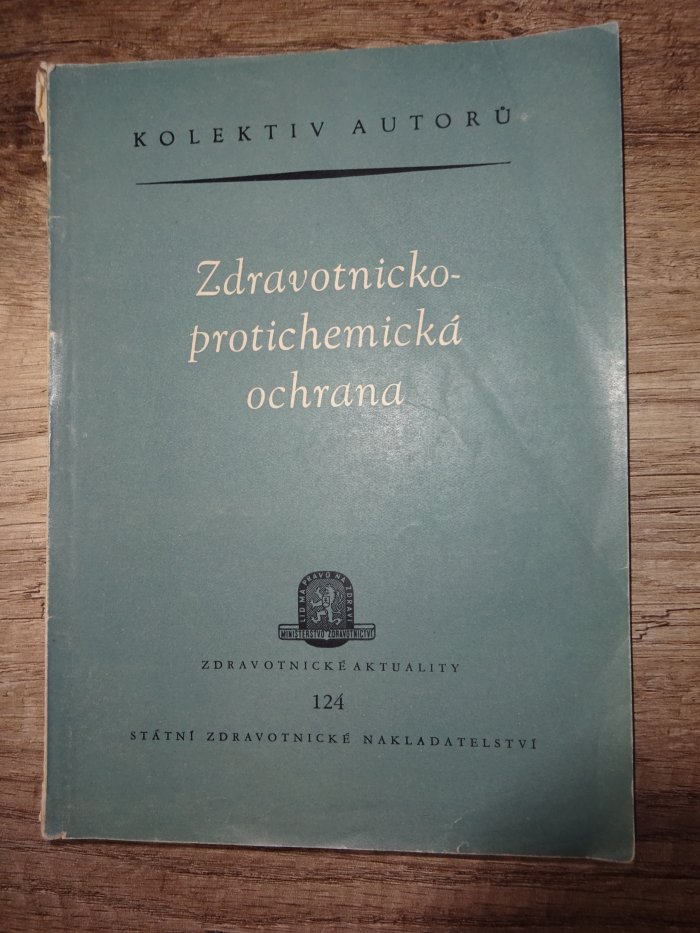 KOLEKTIV AUTORŮ
Zdravotnicko-
protichemická
ochrana
LID MÁ PRÁVO NA ZDRAVÍ
MINISTERSTVO ZDRAVOTNICTVÍ
ZDRAVOTNICKÉ AKTUALITY
124
STÁTNÍ ZDRAVOTNICKÉ NAKLADATELSTVÍ